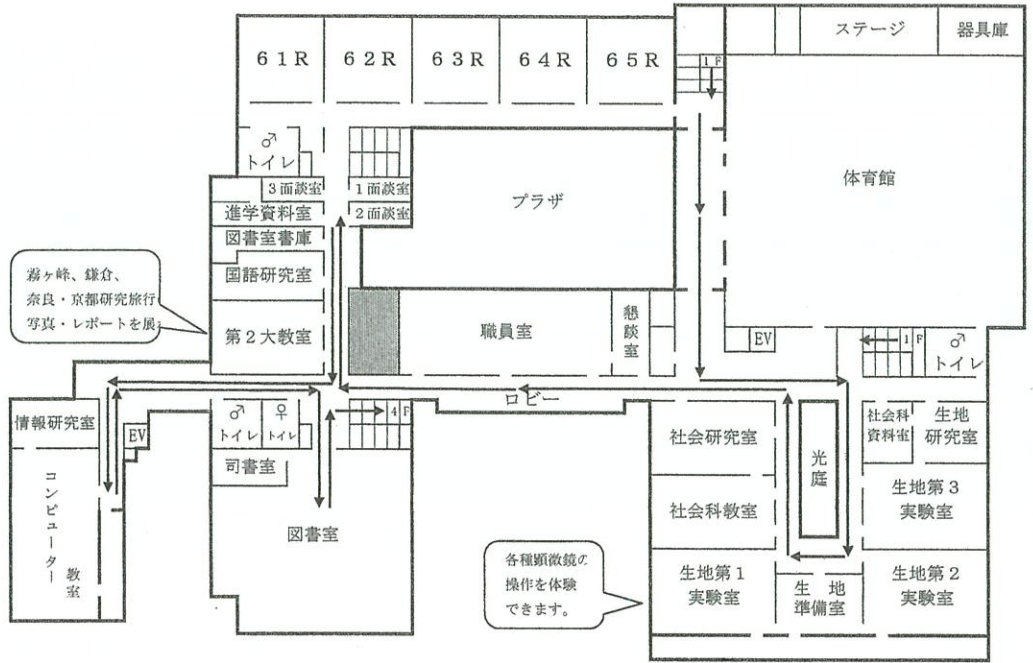 ステージ
器具庫
61R
62R
63R
64R
65R
1F
♂
トイレ
体育館
3面談室
1面談室
プラザ
進学資料室
2面談室
図書室書庫
霧ヶ峰、鎌倉、
奈良・京都研究旅行
写真・レポートを展
国語研究室
第2大教室
職員室
懇
談
室
EV
1F
♂
トイレ
ロビー
情報研究室
EV
♂
トイレ
♀
トイレ
4F
司書室
社会研究室
社会科
資料室
生地
研究室
光
庭
コンピューター
教室
図書室
社会科教室
生地第3
実験室
各種顕微鏡の
操作を体験
できます。
生地第1
実験室
生地
準備室
生地第2
実験室